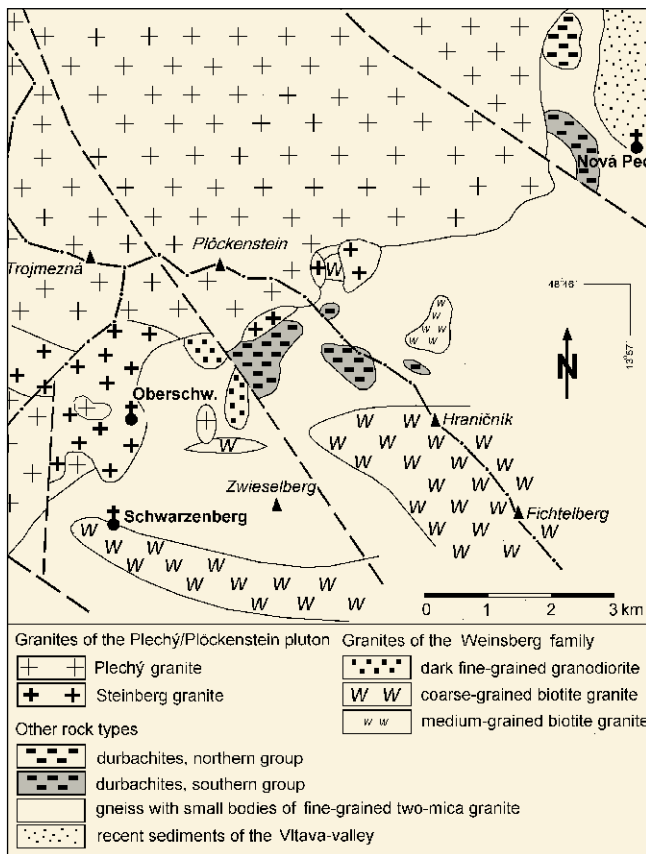 Nová Pec
Plöckenstein
Trojmezná
48°46´
13°57´
N
Oberschw.
Hraničník
Zwieselberg
Schwarzenberg
Fichtelberg
0 1 2 3 km
Granites of the Plechý/Plöckenstein pluton
Plechý granite
Steinberg granite
Other rock types
durbachites, northern group
durbachites, southern group
gneiss with small bodies of fine-grained two-mica granite
recent sediments of the Vltava-valley
Granites of the Weinsberg family
dark fine-grained granodiorite
W W coarse-grained biotite granite
w w medium-grained biotite granite